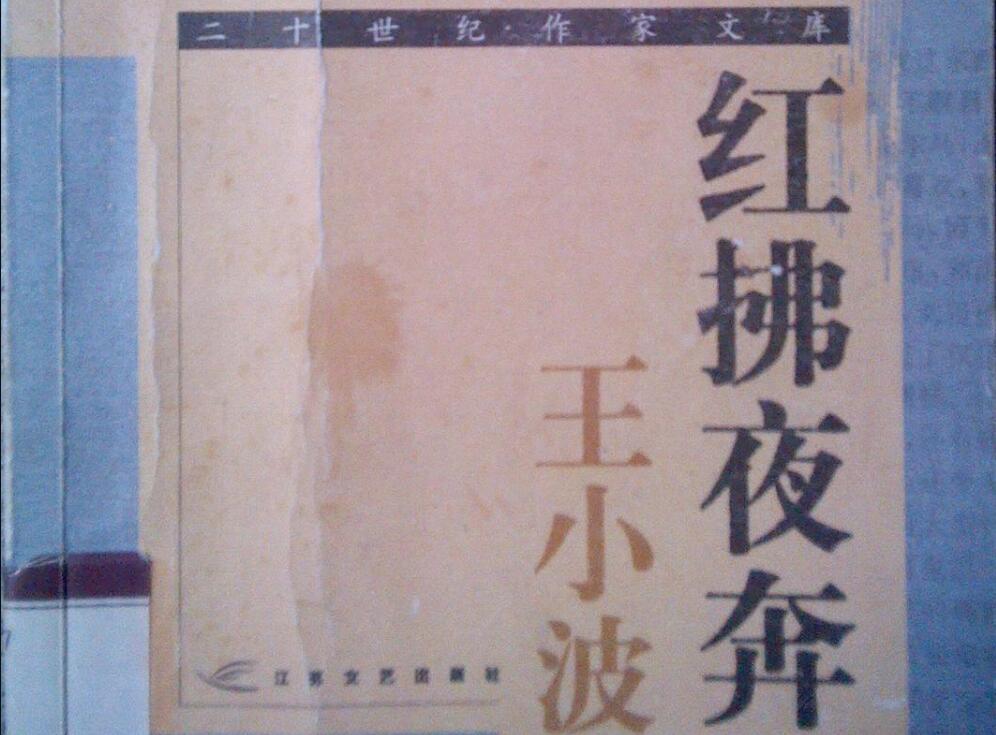 二十世纪作家文库
红拂夜奔
王小波
江苏文艺出版社